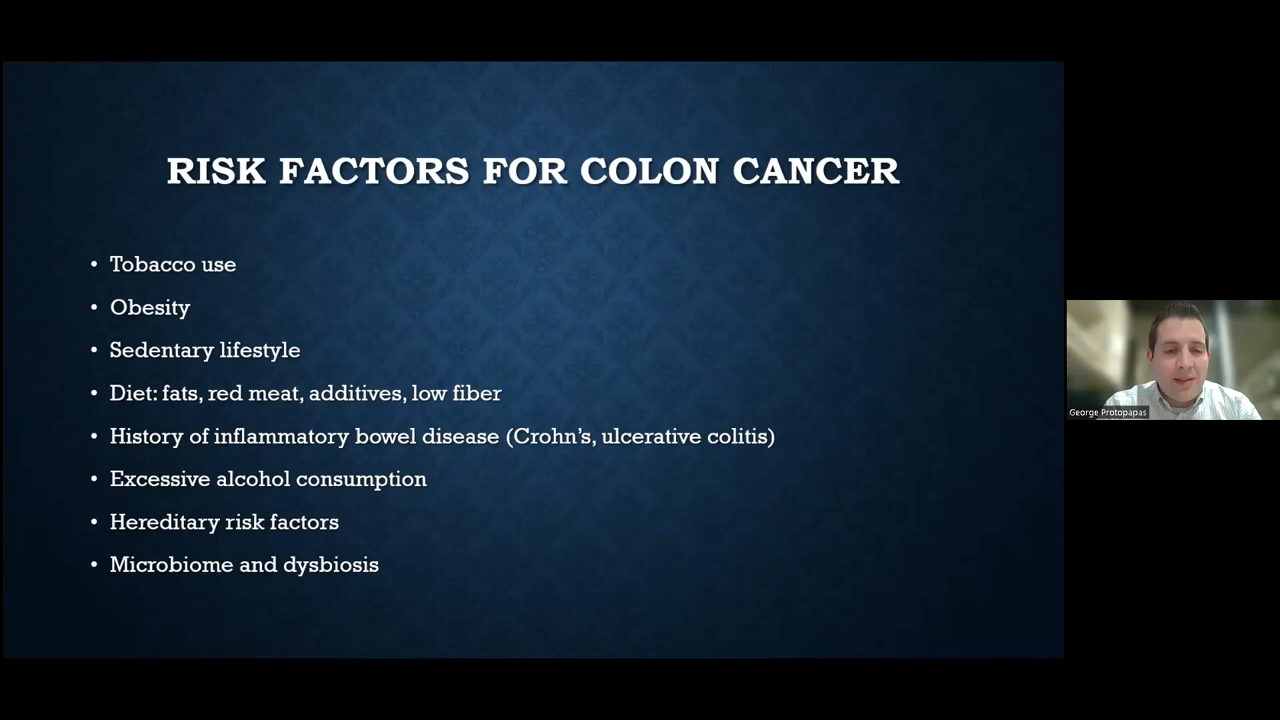 RISK FACTORS FOR COLON CANCER
• Tobacco use
• Obesity
• Sedentary lifestyle
• Diet: fats, red meat, additives, low fiber
• History of inflammatory bowel disease (Crohn’s, ulcerative colitis)
• Excessive alcohol consumption
• Hereditary risk factors
• Microbiome and dysbiosis
George Protopapas